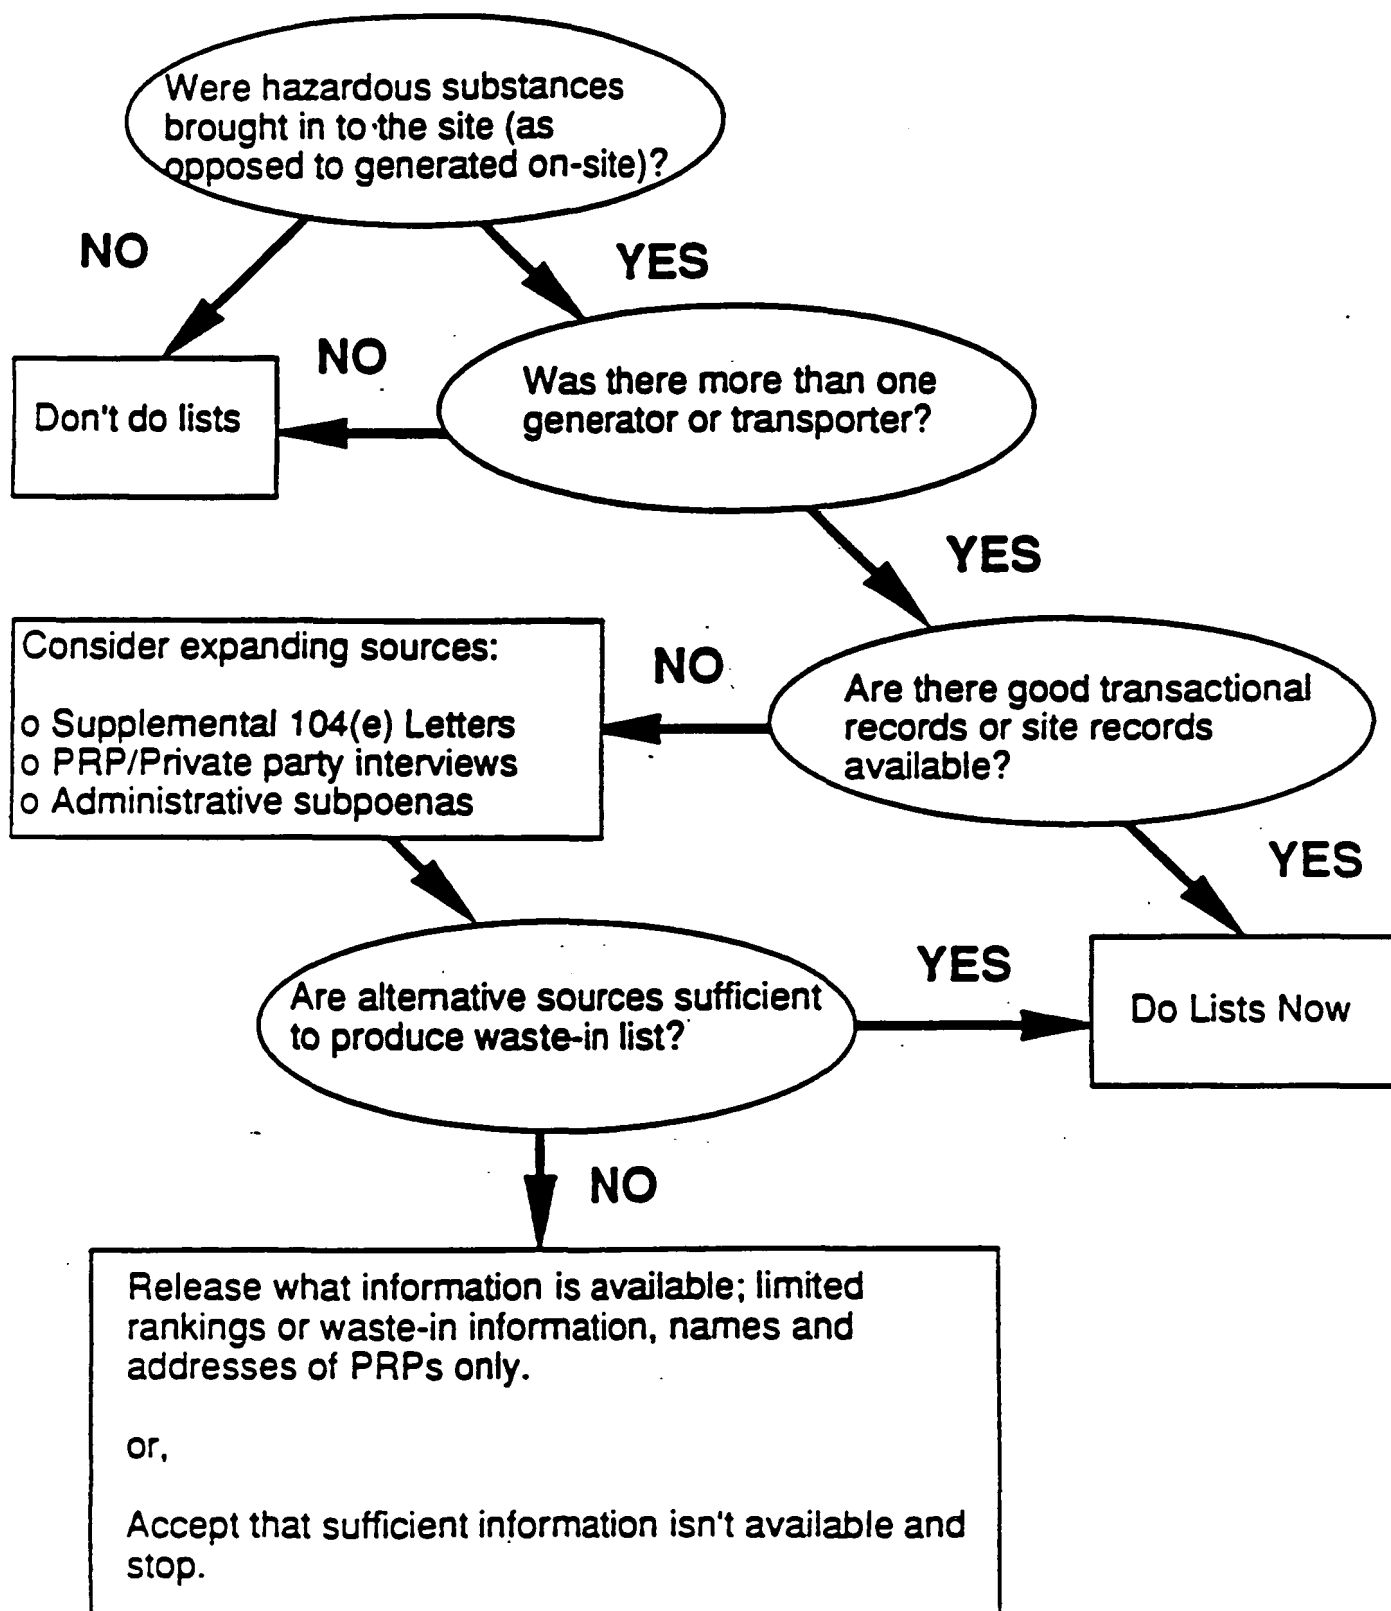 Were hazardous substances
brought in to the site (as
opposed to generated on-site)?
NO
YES
NO
Don't do lists
Was there more than one
generator or transporter?
YES
Consider expanding sources:
o Supplemental 104(e) Letters
o PRP/Private party interviews
o Administrative subpoenas
NO
Are there good transactional
records or site records
available?
YES
Are alternative sources sufficient
to produce waste-in list?
YES
Do Lists Now
NO
Release what information is available; limited
rankings or waste-in information, names and
addresses of PRPs only.
or,
Accept that sufficient information isn't available and
stop.